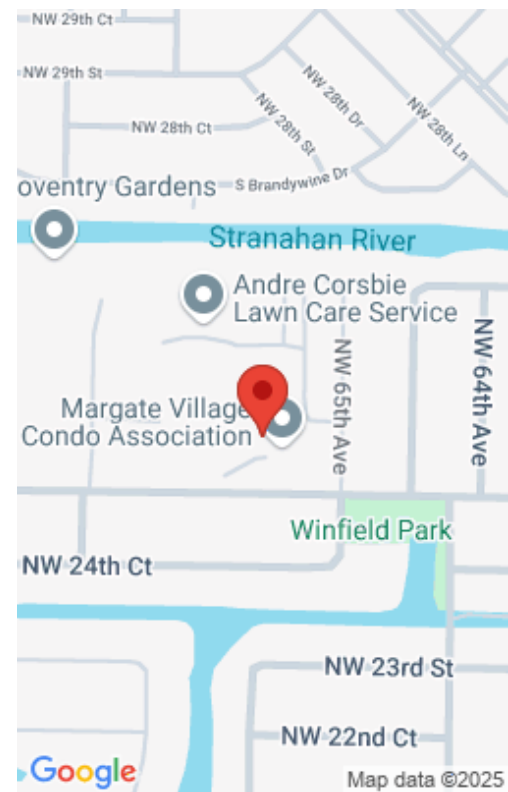 NW 29th Ct
NW 29th St
NW 28th Dr
NW 28th Ln
NW 28th St
NW 28th Ct
S Brandywine Dr
oventry Gardens
Stranahan River
Andre Corsbie
Lawn Care Service
NW 65th Ave
NW 64th Ave
Margate Village
Condo Association
Winfield Park
NW 24th Ct
NW 23rd St
NW 22nd Ct
Google
Map data ©2025